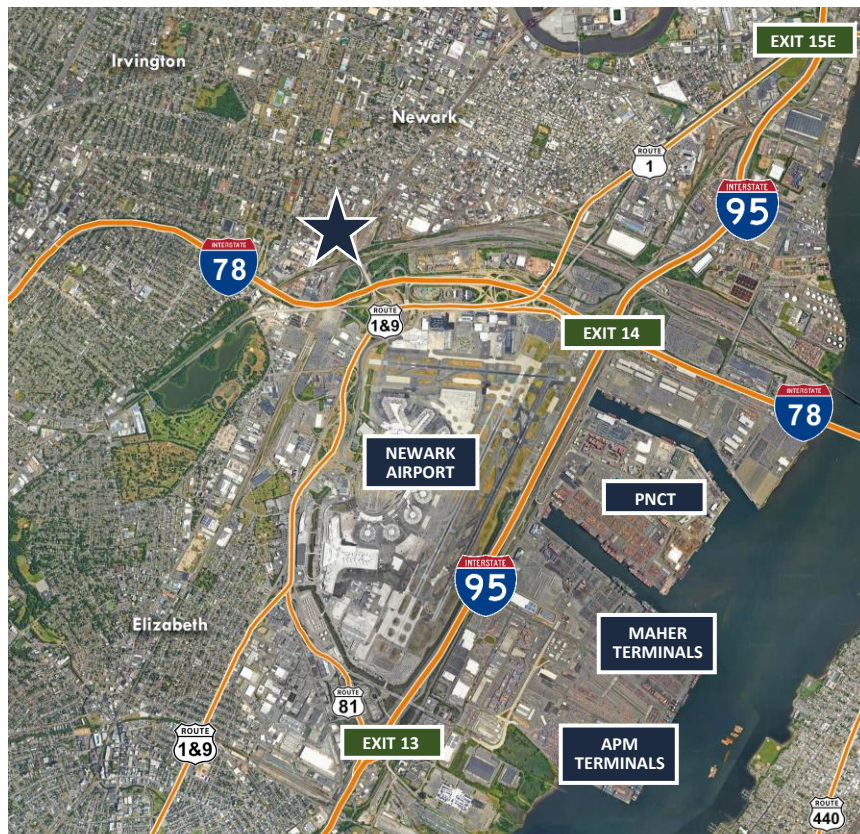 EXIT 15E
Irvington
Newark
ROUTE
1
INTERSTATE
95
INTERSTATE
78
ROUTE
1&9
EXIT 14
INTERSTATE
78
NEWARK
AIRPORT
PNCT
INTERSTATE
95
Elizabeth
MAHER
TERMINALS
ROUTE
81
ROUTE
1&9
EXIT 13
APM
TERMINALS
ROUTE
440